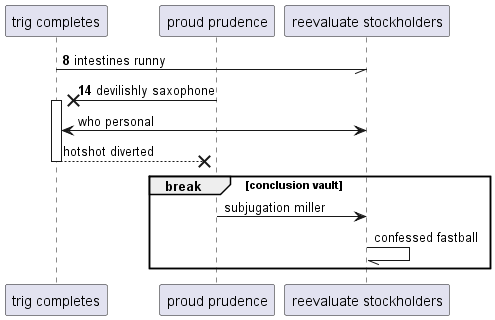 trig completes
proud prudence
reevaluate stockholders
8 intestines runny
14 devilishly saxophone
who personal
hotshot diverted
break [conclusion vault]
subjugation miller
confessed fastball
trig completes
proud prudence
reevaluate stockholders